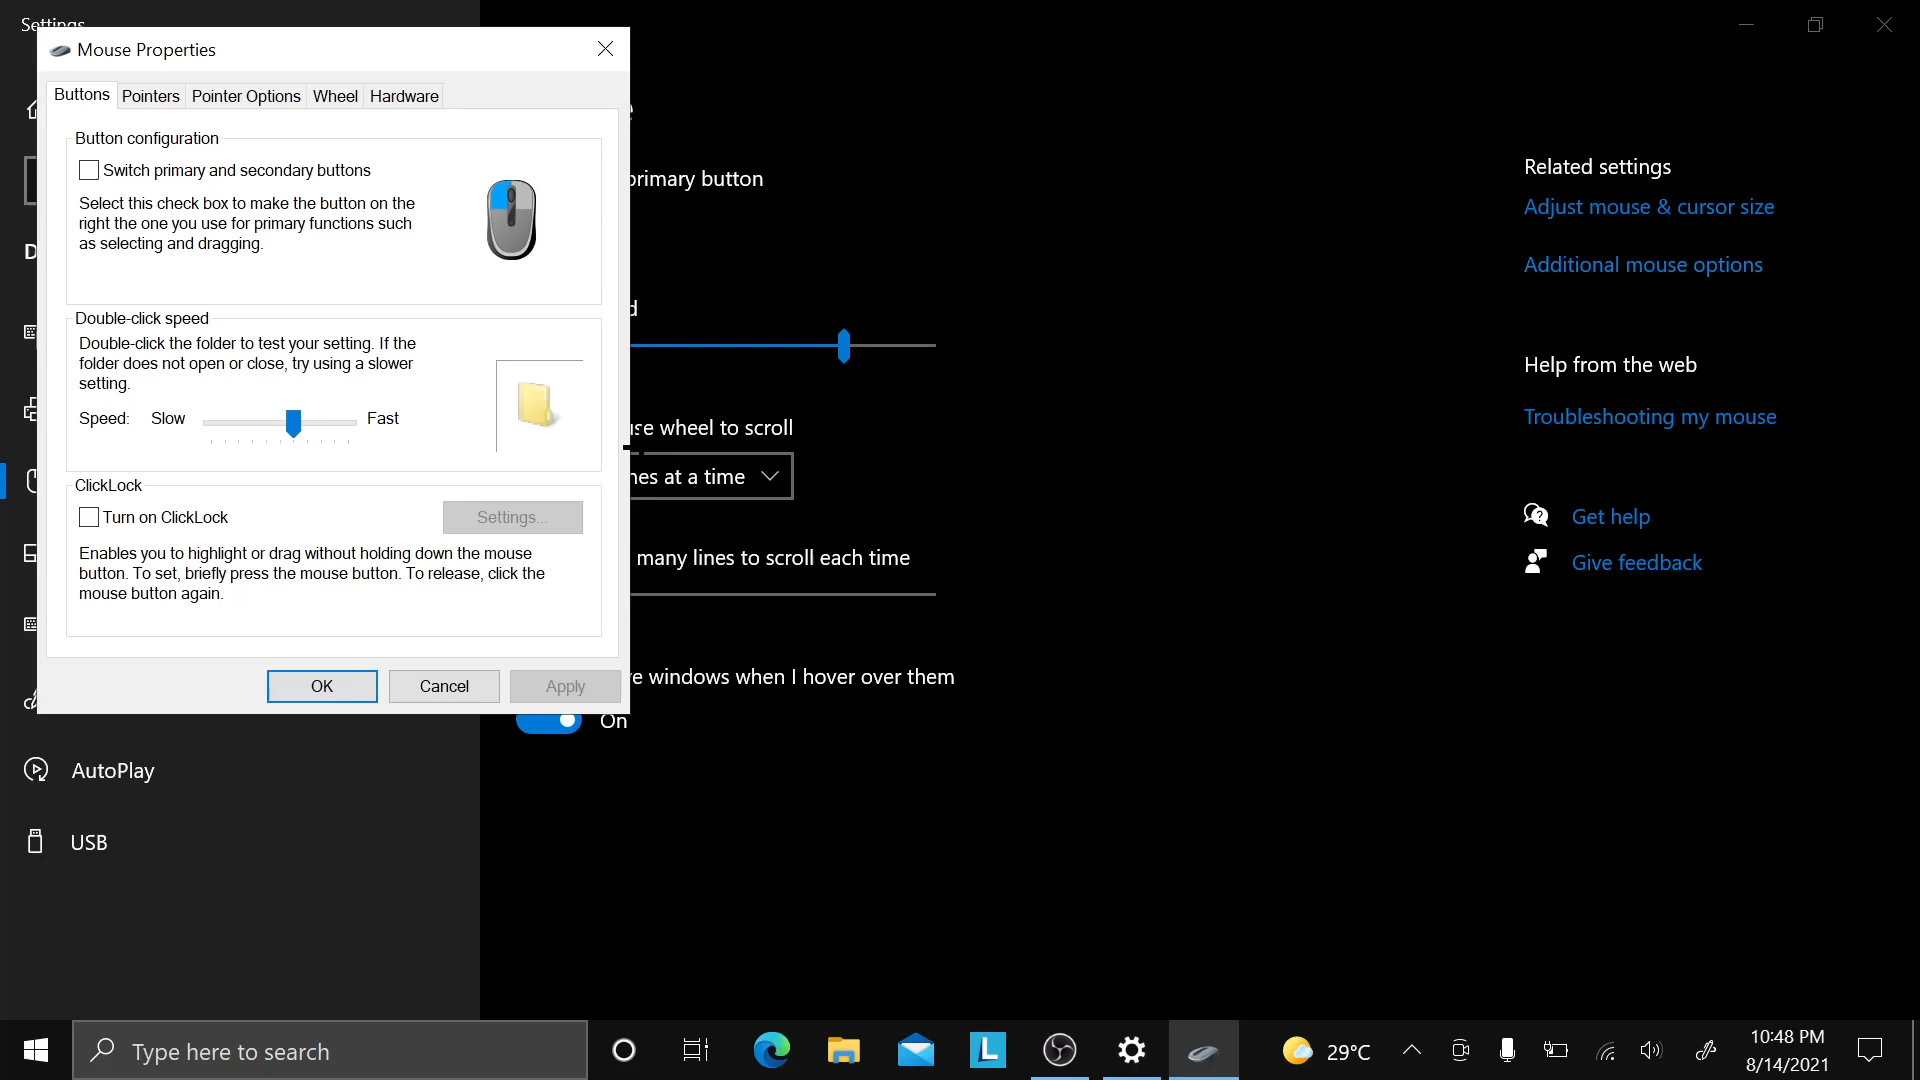 Settings
Mouse Properties
Buttons
Pointers
Pointer Options
Wheel
Hardware
Button configuration
Switch primary and secondary buttons
Select this check box to make the button on the
right the one you use for primary functions such
as selecting and dragging.
Double-click speed
Double-click the folder to test your setting. If the
folder does not open or close, try using a slower
setting.
Speed:
Slow
Fast
ClickLock
Turn on ClickLock
Settings...
Enables you to highlight or drag without holding down the mouse
button. To set, briefly press the mouse button. To release, click the
mouse button again.
OK
Cancel
Apply
primary button
wheel to scroll
at a time
many lines to scroll each time
windows when I hover over them
On
Related settings
Adjust mouse & cursor size
Additional mouse options
Help from the web
Troubleshooting my mouse
Get help
Give feedback
AutoPlay
USB
Type here to search
L
29°C
10:48 PM
8/14/2021